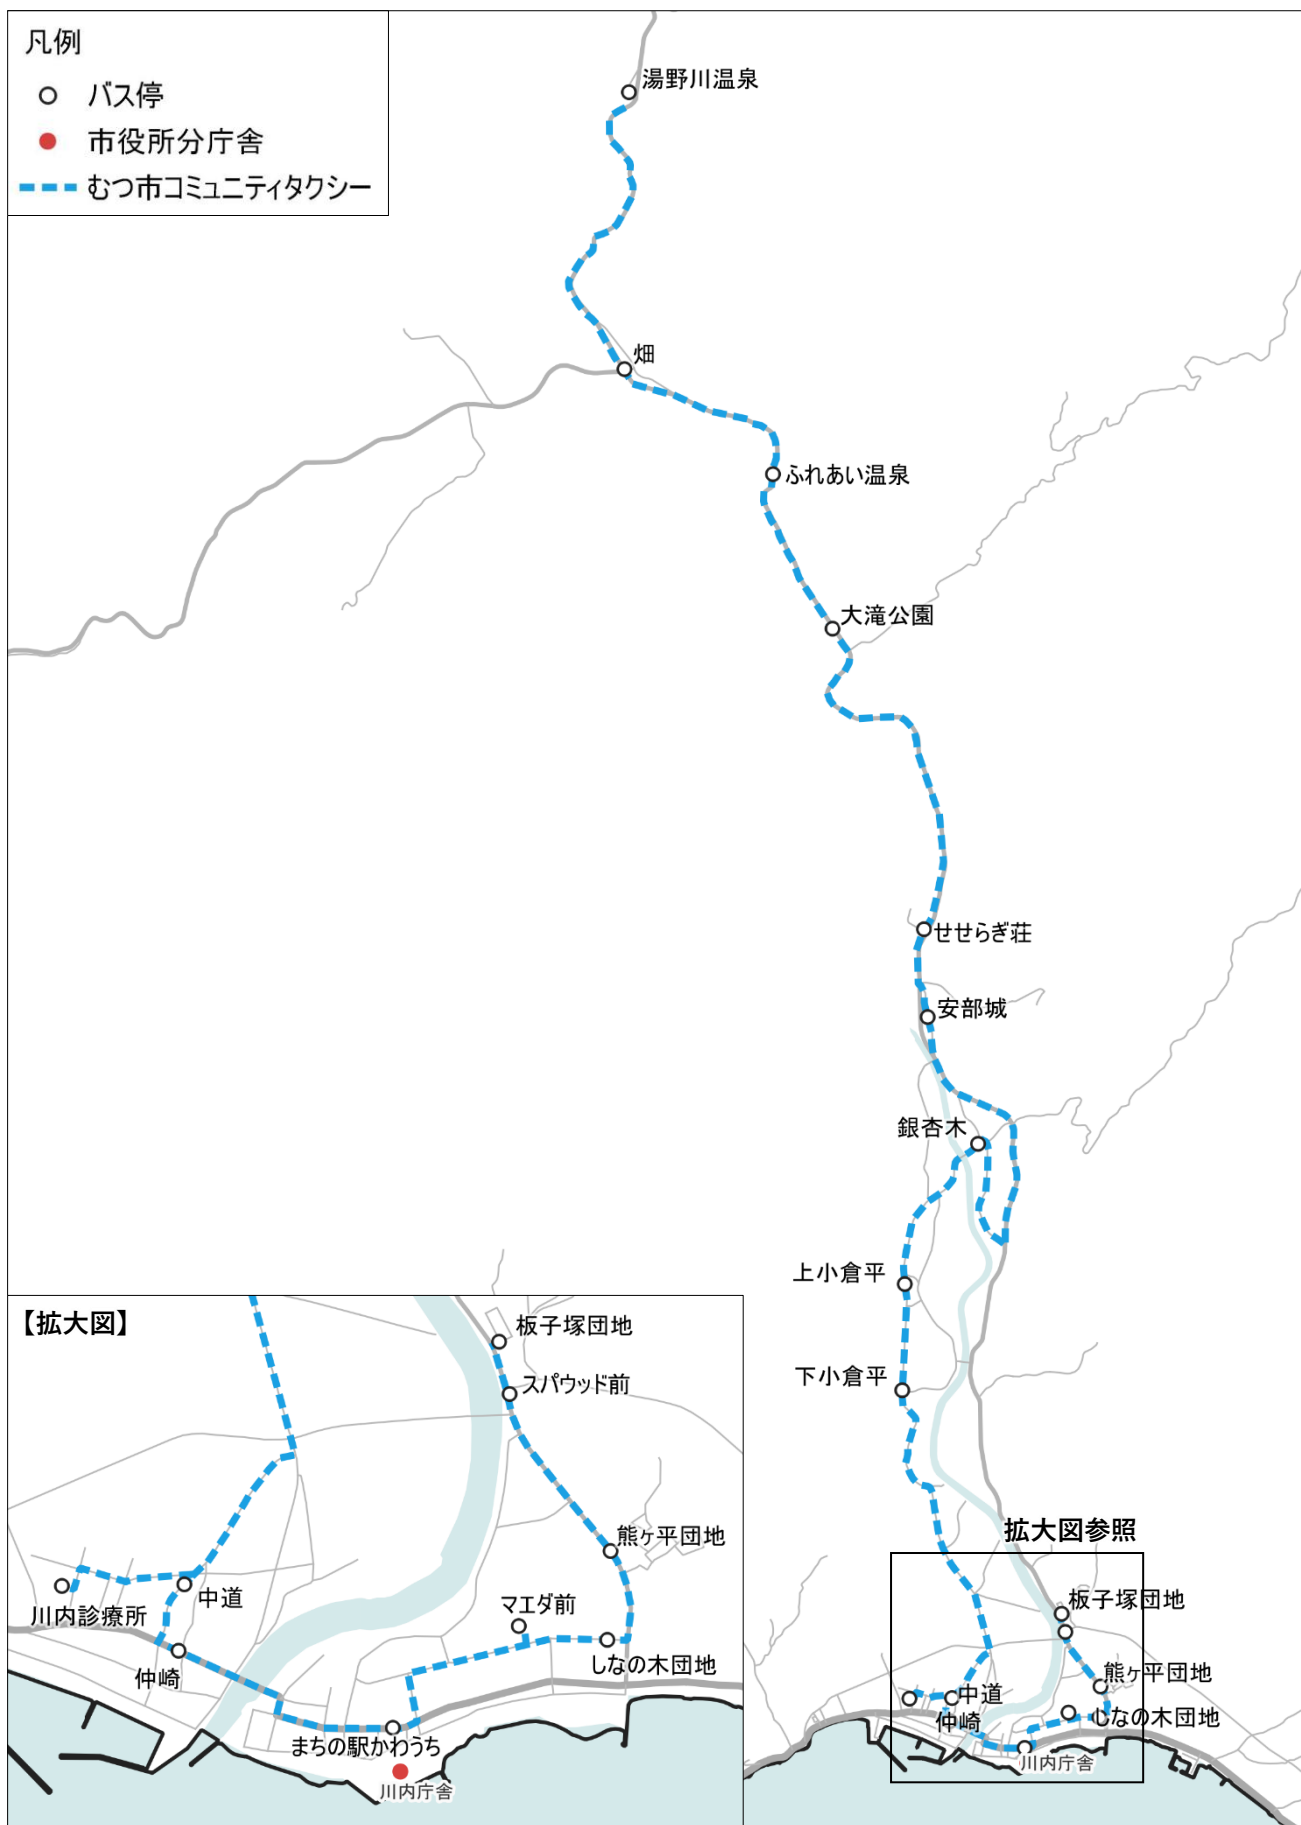 凡例
バス停
市役所分庁舎
むつ市コミュニティタクシー
湯野川温泉
畑
ふれあい温泉
大滝公園
せせらぎ荘
安部城
銀杏木
上小倉平
下小倉平
拡大図参照
板子塚団地
熊ヶ平団地
中道
仲崎
しなの木団地
川内庁舎
【拡大図】
板子塚団地
スパウッド前
熊ヶ平団地
マエダ前
しなの木団地
中道
川内診療所
仲崎
まちの駅かわうち
川内庁舎